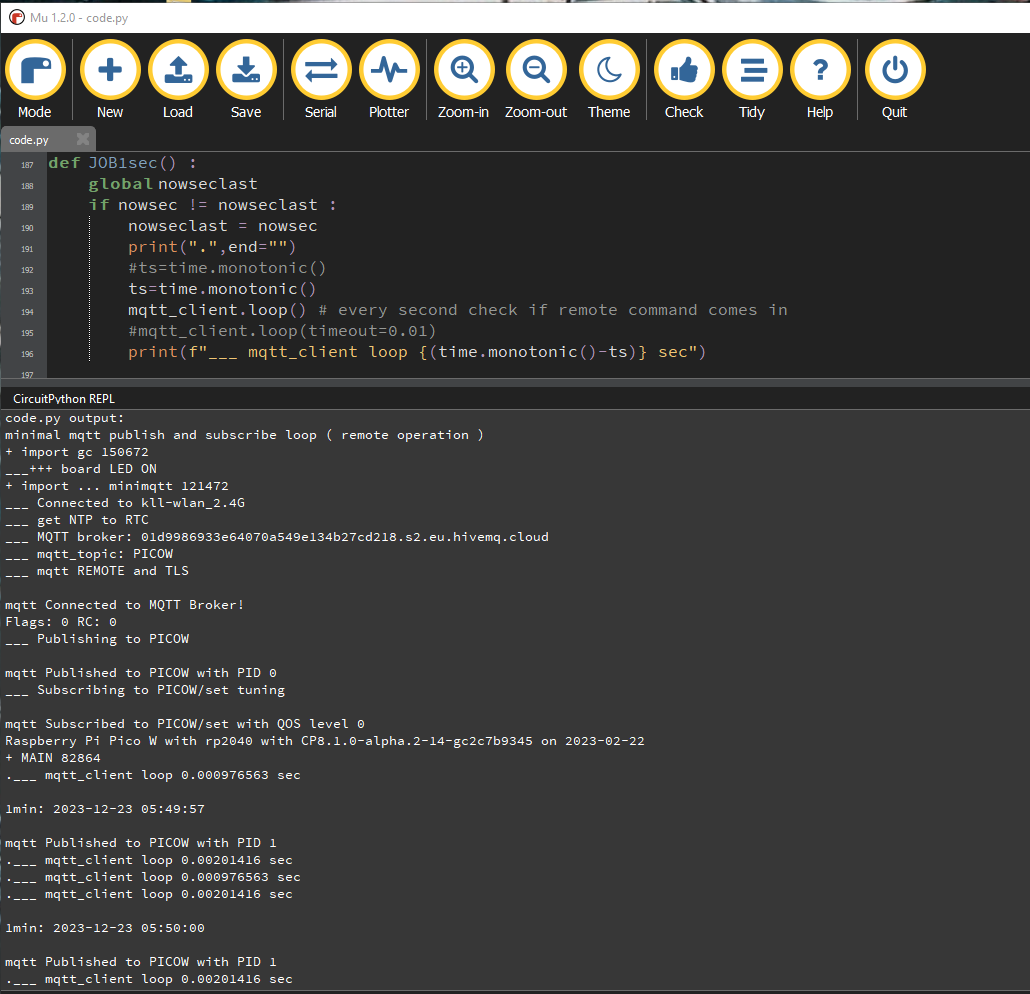 Mu 1.2.0 - code.py
Mode New Load Save Serial Plotter Zoom-in Zoom-out Theme Check Tidy Help Quit
code.py
187 def JOB1sec() :
188 global nowseclast
189 if nowsec != nowseclast :
190 nowseclast = nowsec
191 print(".",end="")
192 #ts=time.monotonic()
193 ts=time.monotonic()
194 mqtt_client.loop() # every second check if remote command comes in
195 #mqtt_client.loop(timeout=0.01)
196 print(f"___ mqtt_client loop {(time.monotonic()-ts)} sec")
197
CircuitPython REPL
code.py output:
minimal mqtt publish and subscribe loop ( remote operation )
+ import gc 150672
___+++ board LED ON
+ import ... minimqtt 121472
___ Connected to kll-wlan_2.4G
___ get NTP to RTC
___ MQTT broker: 01d9986933e64070a549e134b27cd218.s2.eu.hivemq.cloud
___ mqtt_topic: PICOW
___ mqtt REMOTE and TLS
mqtt Connected to MQTT Broker!
Flags: 0 RC: 0
___ Publishing to PICOW
mqtt Published to PICOW with PID 0
___ Subscribing to PICOW/set tuning
mqtt Subscribed to PICOW/set with QOS level 0
Raspberry Pi Pico W with rp2040 with CP8.1.0-alpha.2-14-gc2c7b9345 on 2023-02-22
+ MAIN 82864
.___ mqtt_client loop 0.000976563 sec
1min: 2023-12-23 05:49:57
mqtt Published to PICOW with PID 1
.___ mqtt_client loop 0.00201416 sec
.___ mqtt_client loop 0.000976563 sec
.___ mqtt_client loop 0.00201416 sec
1min: 2023-12-23 05:50:00
mqtt Published to PICOW with PID 1
.___ mqtt_client loop 0.00201416 sec